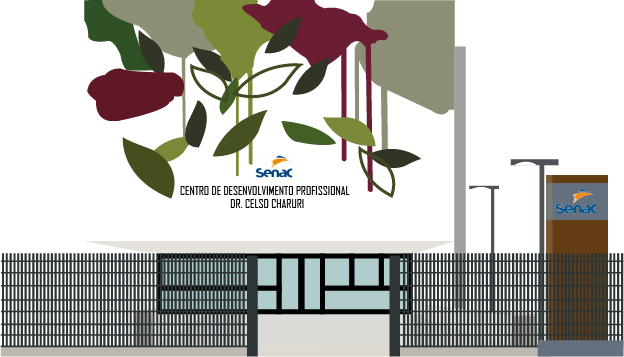 Senac
CENTRO DE DESENVOLVIMENTO PROFISSIONAL
DR. CELSO CHARURI
Senac